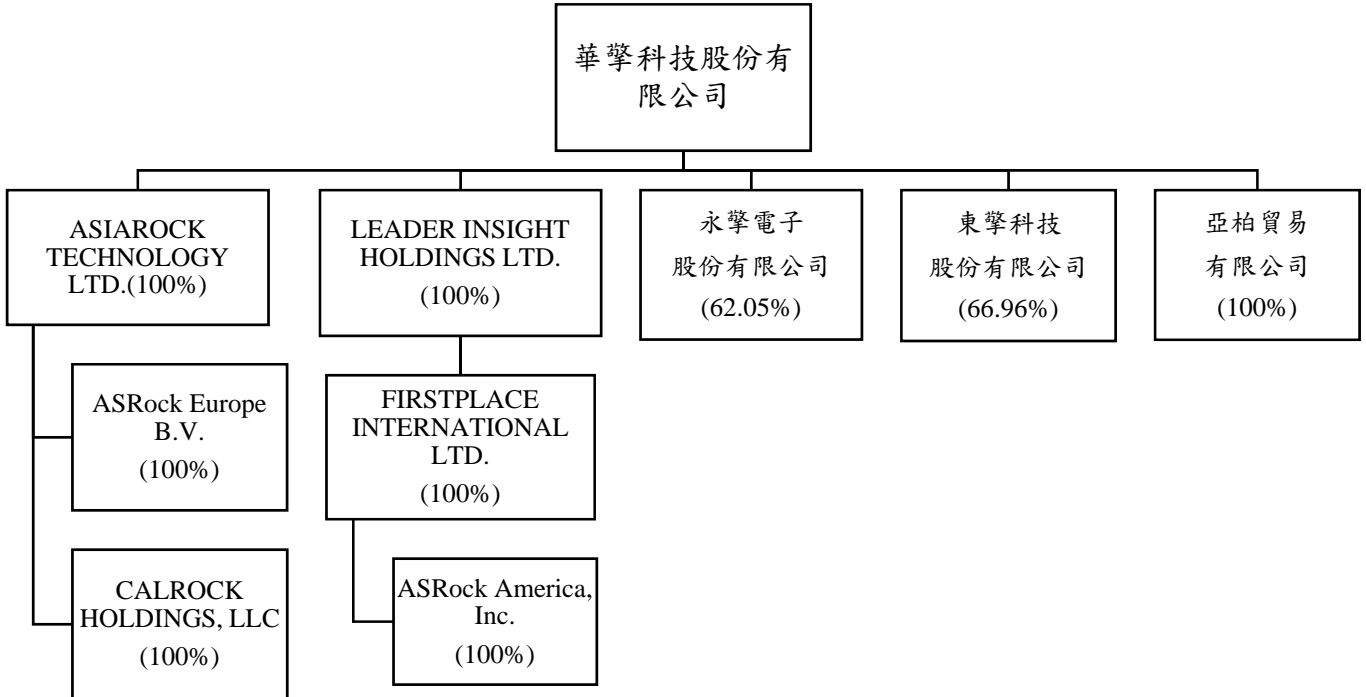 華擎科技股份有
限公司
ASIAROCK
TECHNOLOGY
LTD.(100%)
LEADER INSIGHT
HOLDINGS LTD.
(100%)
永擎電子
股份有限公司
(62.05%)
東擎科技
股份有限公司
(66.96%)
亞柏貿易
有限公司
(100%)
ASRock Europe
B.V.
(100%)
FIRSTPLACE
INTERNATIONAL
LTD.
(100%)
CALROCK
HOLDINGS, LLC
(100%)
ASRock America,
Inc.
(100%)